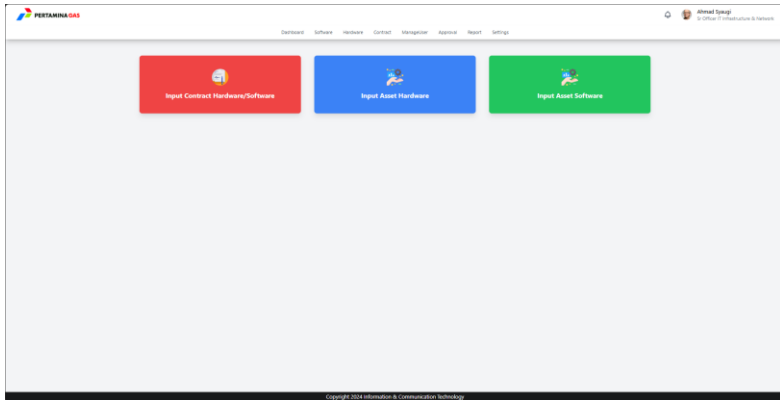 PERTAMINA GAS
Ahmad Syauqi
Sr Officer IT Infrastructure & Network
Dashboard Software Hardware Contract Manageuser Approval Report Settings
Input Contract Hardware/Software
Input Asset Hardware
Input Asset Software
Copyright 2024 Information & Communication Technology